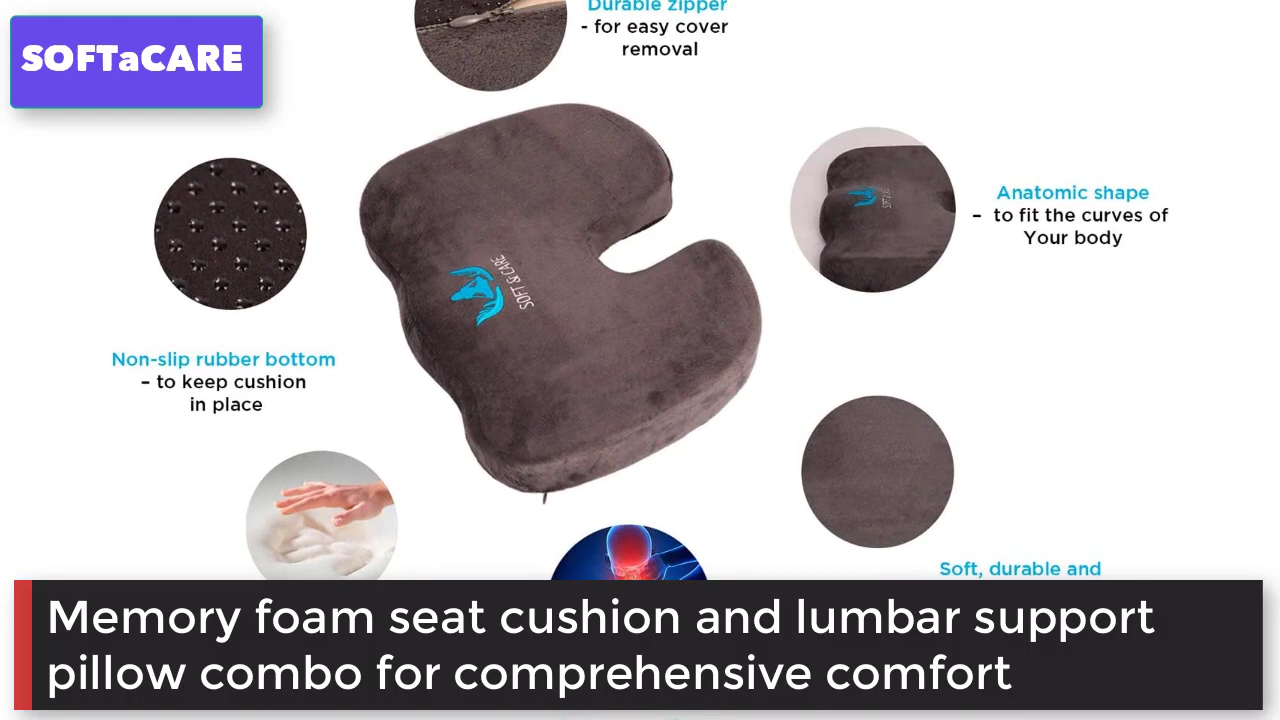 Durable zipper
- for easy cover
removal
SOFTaCARE
Anatomic shape
– to fit the curves of
Your body
SOFT & CARE
Non-slip rubber bottom
– to keep cushion
in place
Soft, durable and
Memory foam seat cushion and lumbar support
pillow combo for comprehensive comfort